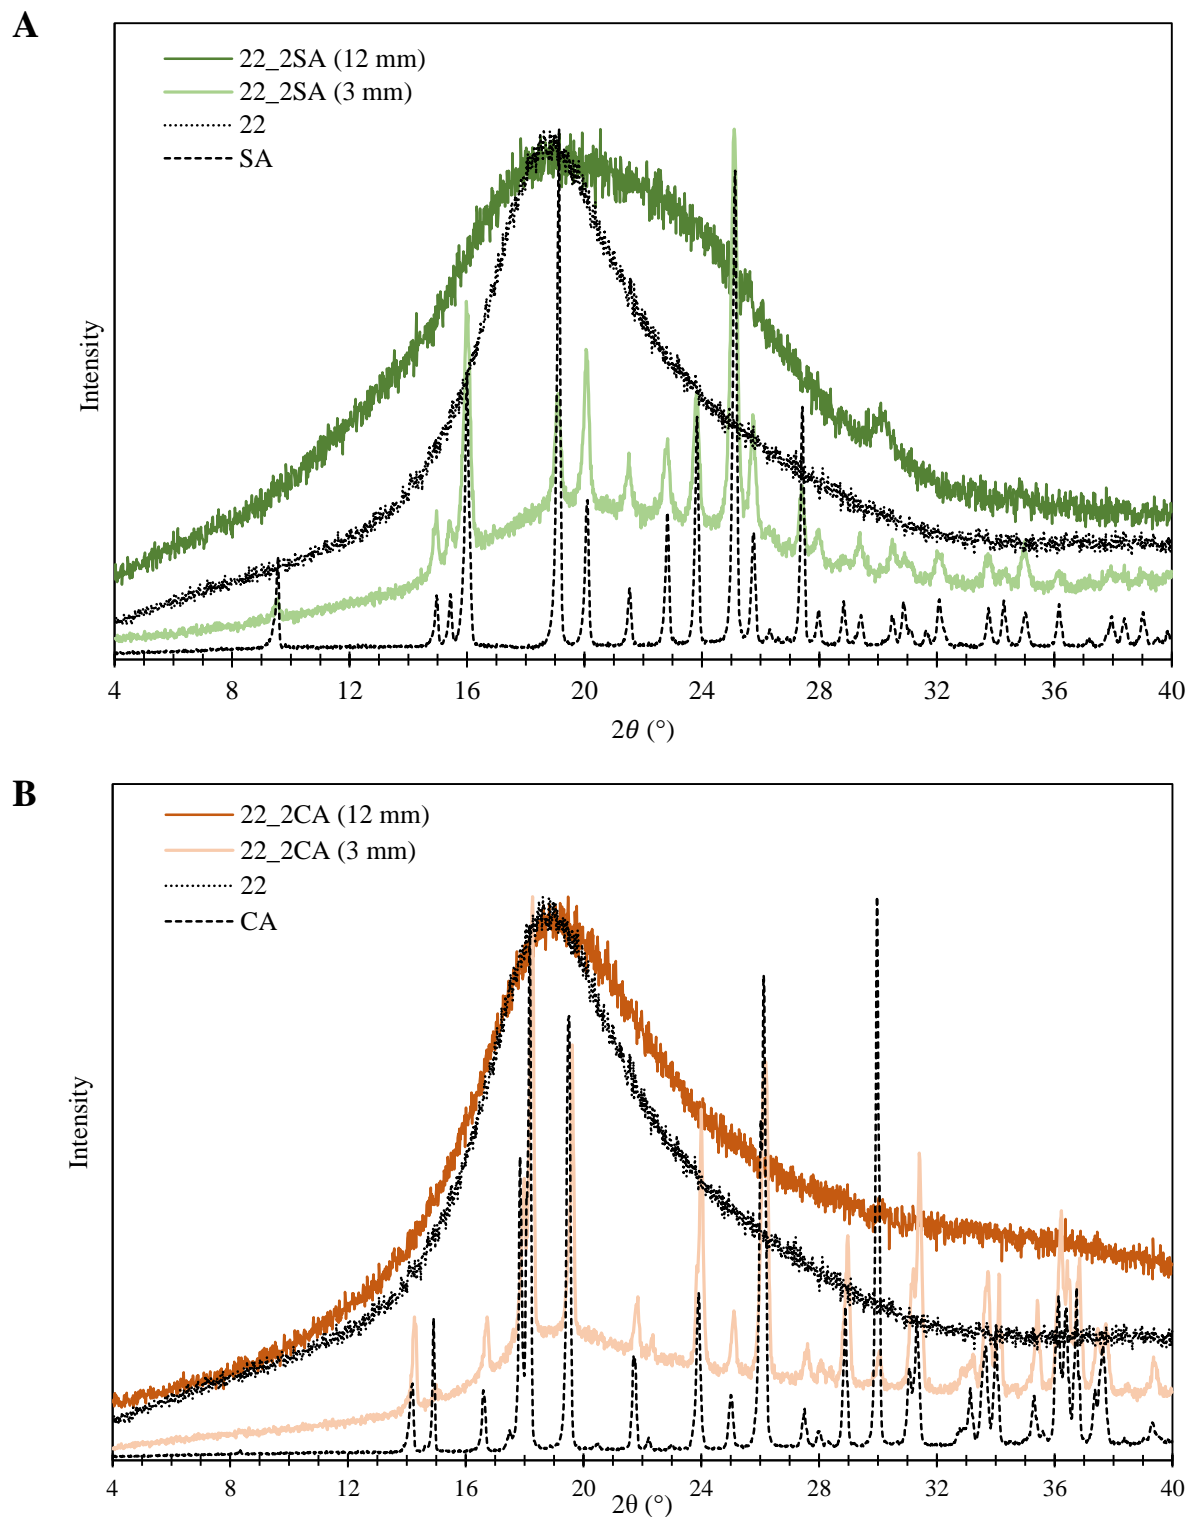 A
22_2SA (12 mm)
22_2SA (3 mm)
22
SA
Intensity
4 8 12 16 20 24 28 32 36 40
2θ (°)
B
22_2CA (12 mm)
22_2CA (3 mm)
22
CA
Intensity
4 8 12 16 20 24 28 32 36 40
2θ (°)